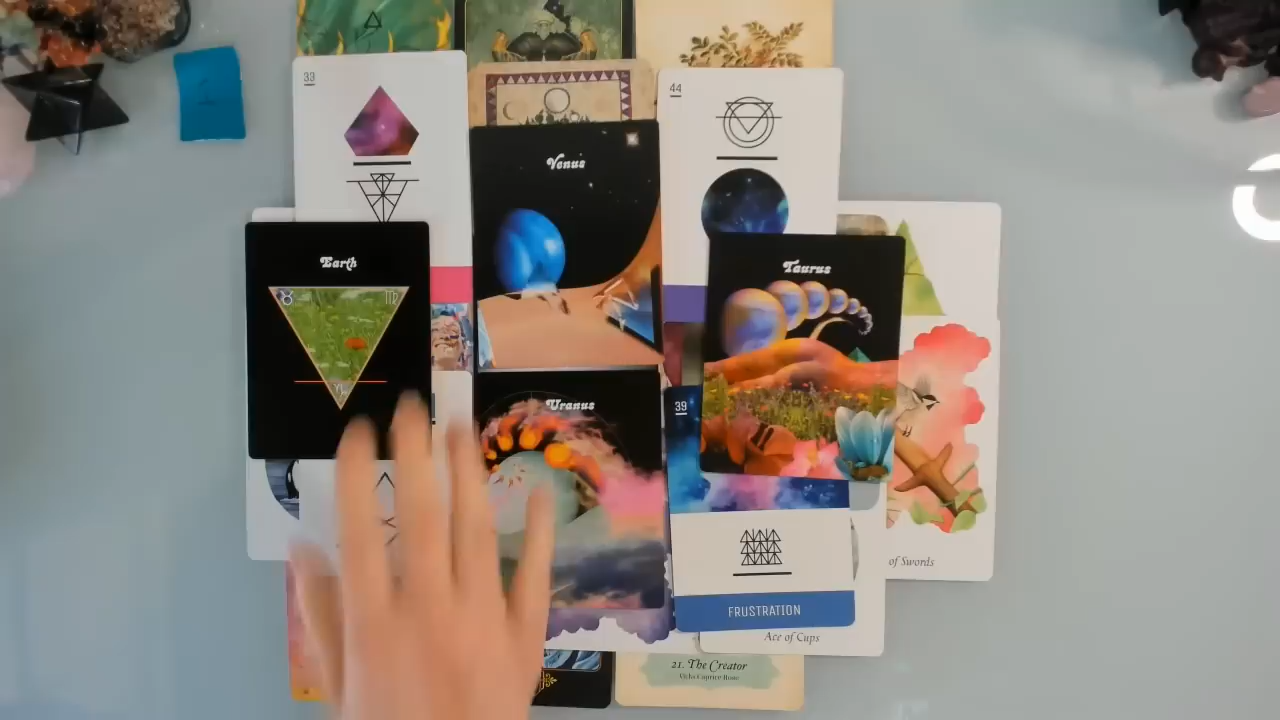 33
44
Venus
Earth
Taurus
Uranus
39
of Swords
FRUSTRATION
Ace of Cups
21. The Creator